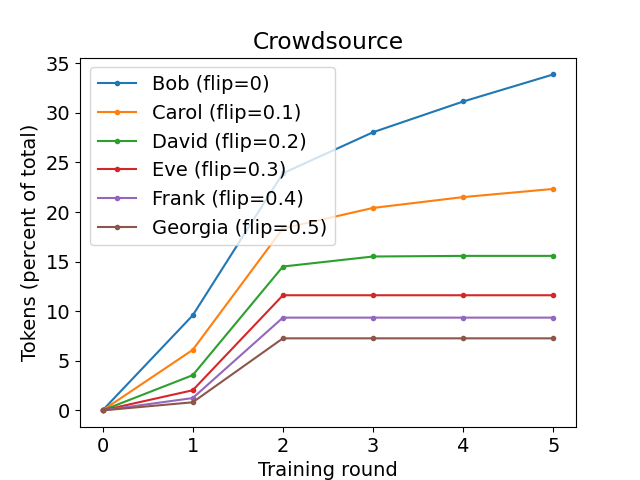 Crowdsource
Tokens (percent of total)
35
30
25
20
15
10
5
0
Bob (flip=0)
Carol (flip=0.1)
David (flip=0.2)
Eve (flip=0.3)
Frank (flip=0.4)
Georgia (flip=0.5)
0 1 2 3 4 5
Training round